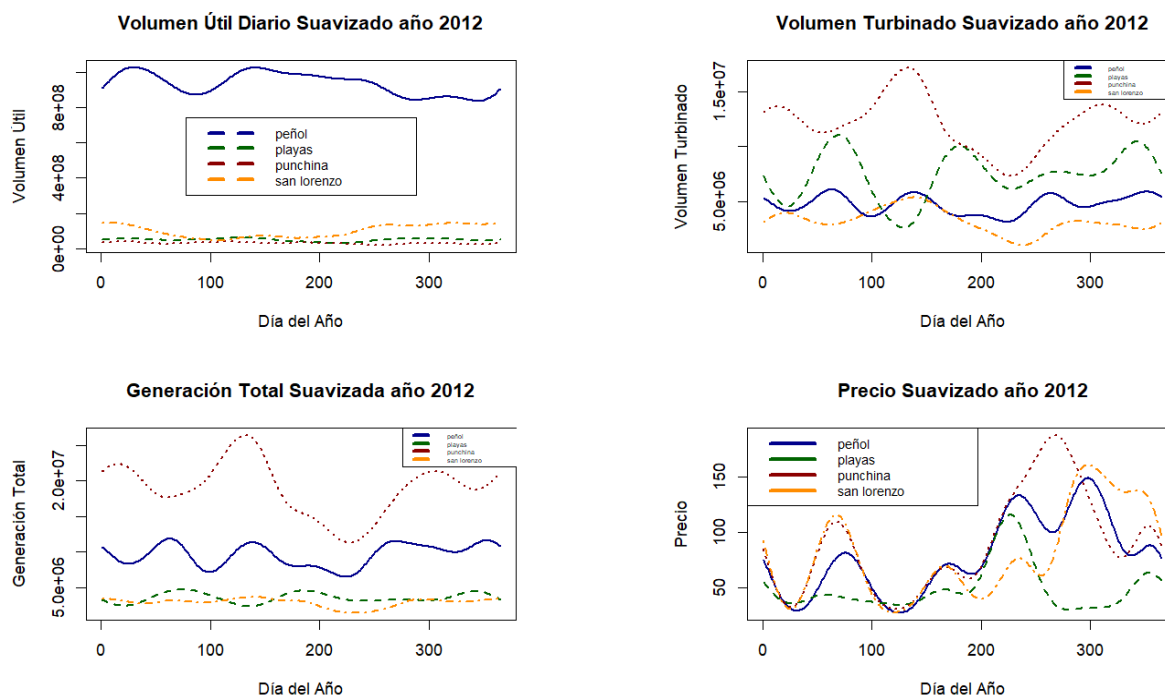 Volumen Útil Diario Suavizado año 2012
Volumen Útil
0e+00
4e+08
8e+08
peñol
playas
punchina
san lorenzo
0 100 200 300
Día del Año
Volumen Turbinado Suavizado año 2012
Volumen Turbinado
5.0e+06
1.5e+07
peñol
playas
punchina
san lorenzo
0 100 200 300
Día del Año
Generación Total Suavizada año 2012
Generación Total
5.0e+06
2.0e+07
peñol
playas
punchina
san lorenzo
0 100 200 300
Día del Año
Precio Suavizado año 2012
Precio
50
100
150
peñol
playas
punchina
san lorenzo
0 100 200 300
Día del Año